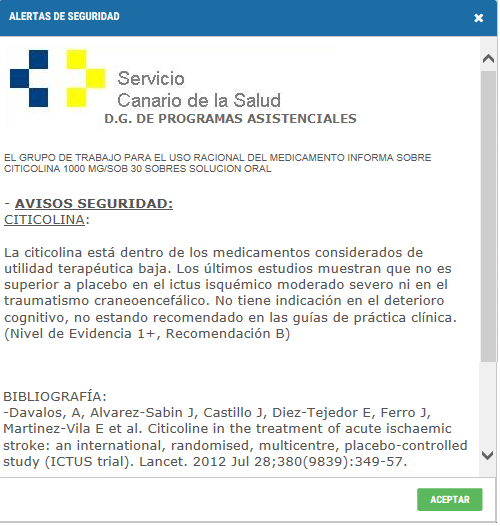 ALERTAS DE SEGURIDAD
Servicio
Canario de la Salud
D.G. DE PROGRAMAS ASISTENCIALES
EL GRUPO DE TRABAJO PARA EL USO RACIONAL DEL MEDICAMENTO INFORMA SOBRE
CITICOLINA 1000 MG/SOB 30 SOBRES SOLUCION ORAL
- AVISOS SEGURIDAD:
CITICOLINA:
La citicolina está dentro de los medicamentos considerados de
utilidad terapéutica baja. Los últimos estudios muestran que no es
superior a placebo en el ictus isquémico moderado severo ni en el
traumatismo craneoencefálico. No tiene indicación en el deterioro
cognitivo, no estando recomendado en las guías de práctica clínica.
(Nivel de Evidencia 1+, Recomendación B)
BIBLIOGRAFÍA:
-Davalos, A, Alvarez-Sabin J, Castillo J, Diez-Tejedor E, Ferro J,
Martinez-Vila E et al. Citicoline in the treatment of acute ischaemic
stroke: an international, randomised, multicentre, placebo-controlled
study (ICTUS trial). Lancet. 2012 Jul 28;380(9839):349-57.
ACEPTAR